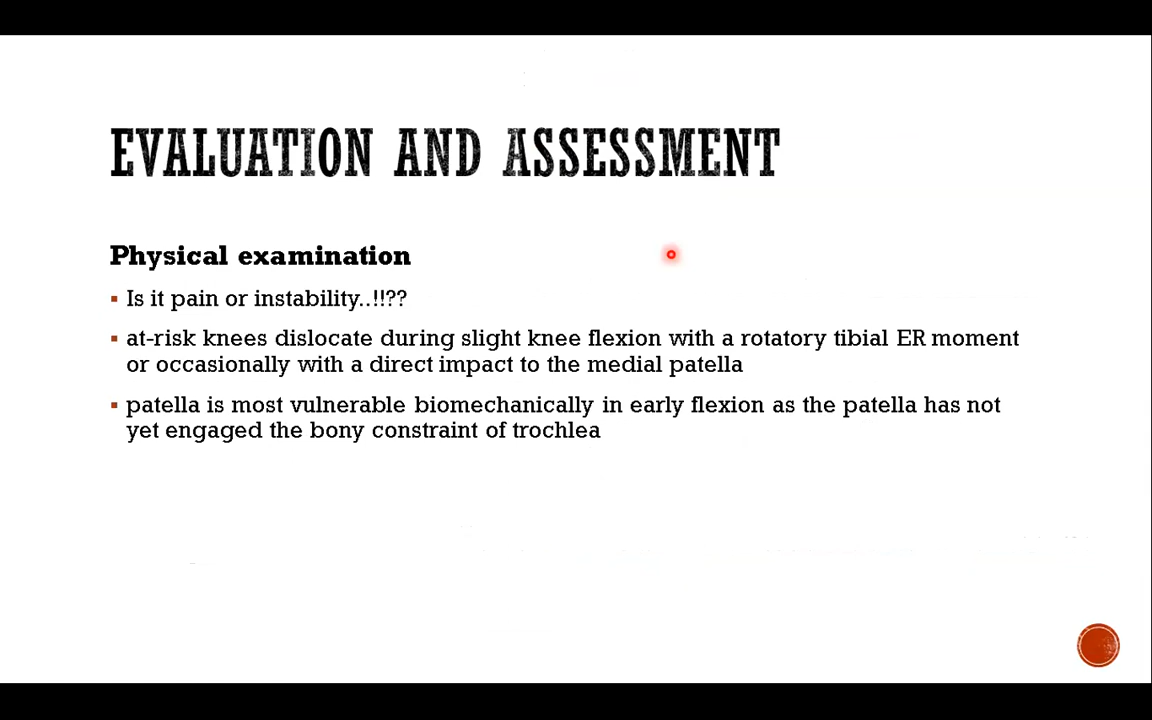 EVALUATION AND ASSESSMENT
Physical examination
▪ Is it pain or instability..!!??
▪ at-risk knees dislocate during slight knee flexion with a rotatory tibial ER moment
or occasionally with a direct impact to the medial patella
▪ patella is most vulnerable biomechanically in early flexion as the patella has not
yet engaged the bony constraint of trochlea